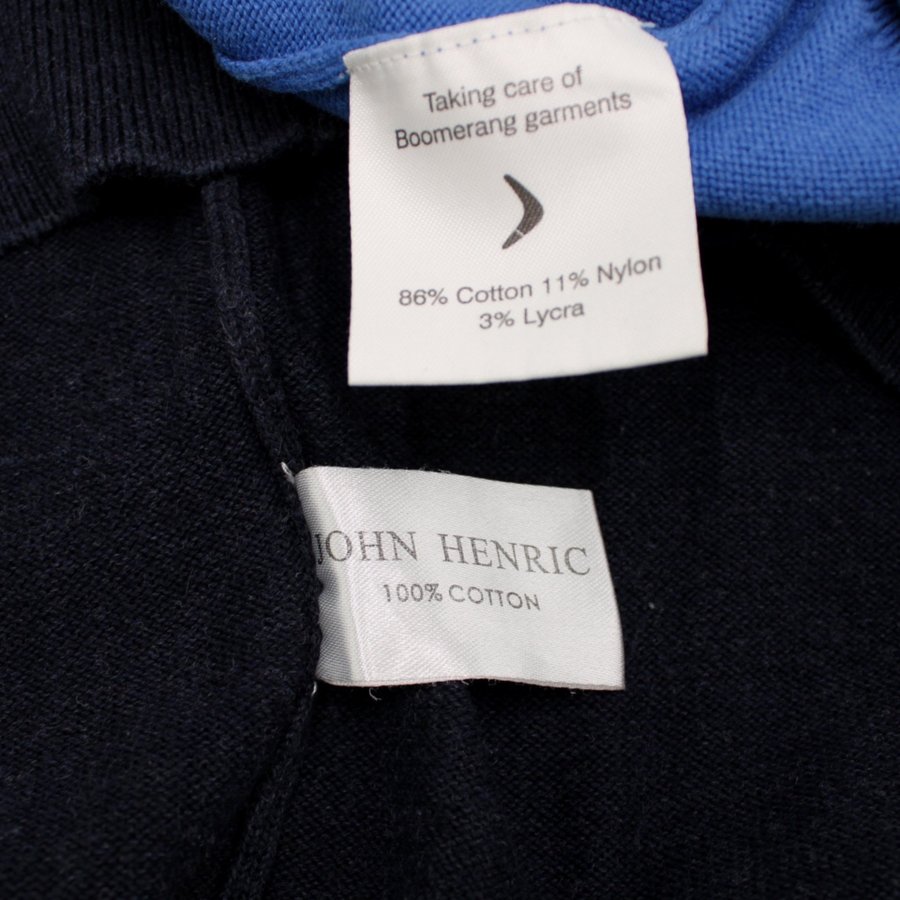 Taking care of
Boomerang garments
86% Cotton 11% Nylon
3% Lycra
JOHN HENRIC
100% COTTON